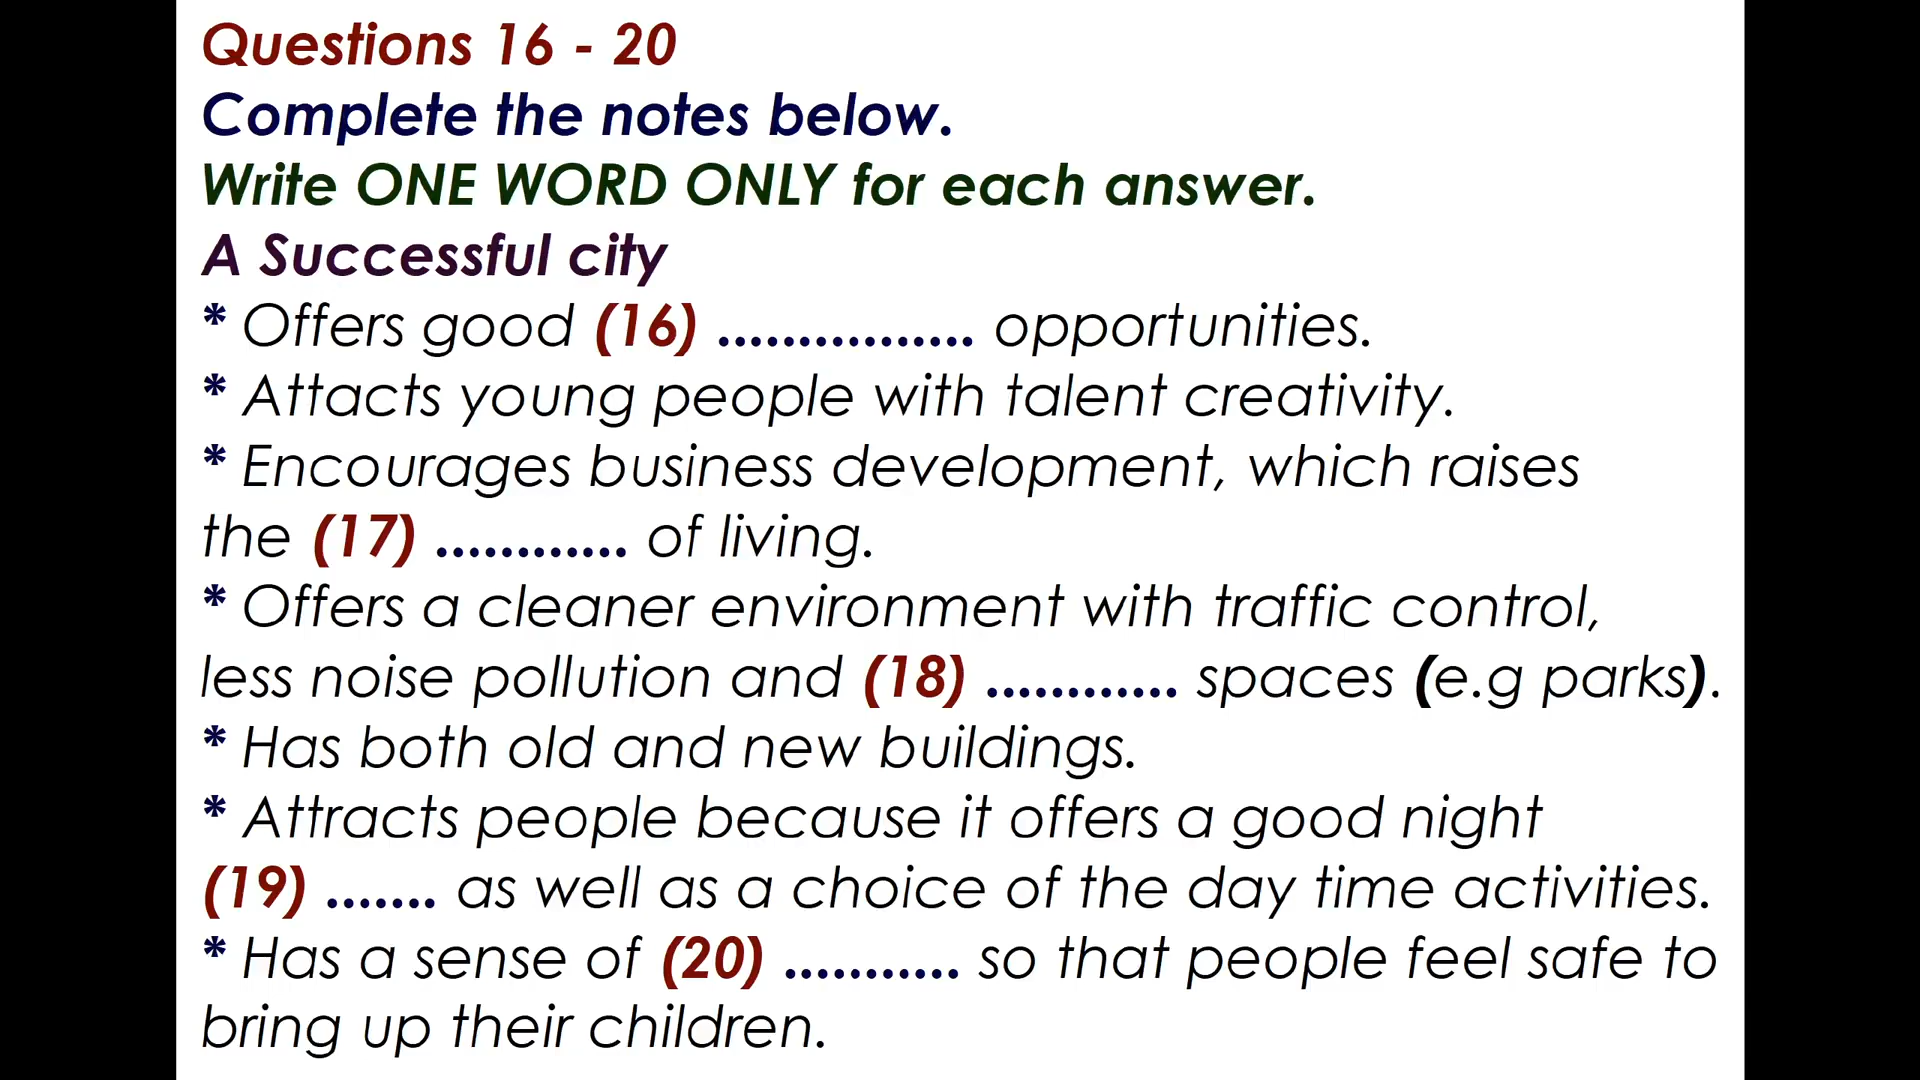 Questions 16 - 20
Complete the notes below.
Write ONE WORD ONLY for each answer.
A Successful city
* Offers good (16) ................ opportunities.
* Attacts young people with talent creativity.
* Encourages business development, which raises
the (17) ............ of living.
* Offers a cleaner environment with traffic control,
less noise pollution and (18) ............ spaces (e.g parks).
* Has both old and new buildings.
* Attracts people because it offers a good night
(19) ....... as well as a choice of the day time activities.
* Has a sense of (20) ........... so that people feel safe to
bring up their children.